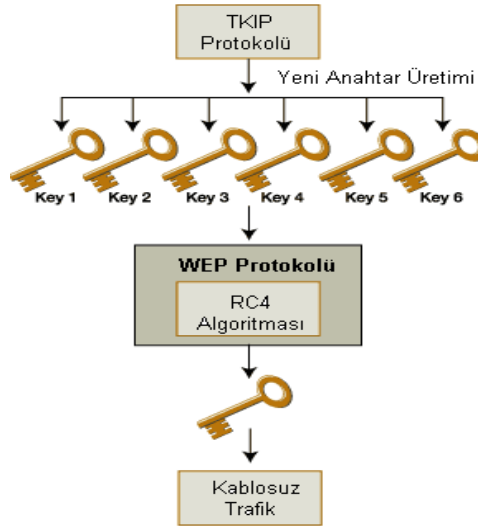 TKIP
Protokolü
Yeni Anahtar Üretimi
Key 1 Key 2 Key 3 Key 4 Key 5 Key 6
WEP Protokolü
RC4
Algoritması
Kablosuz
Trafik